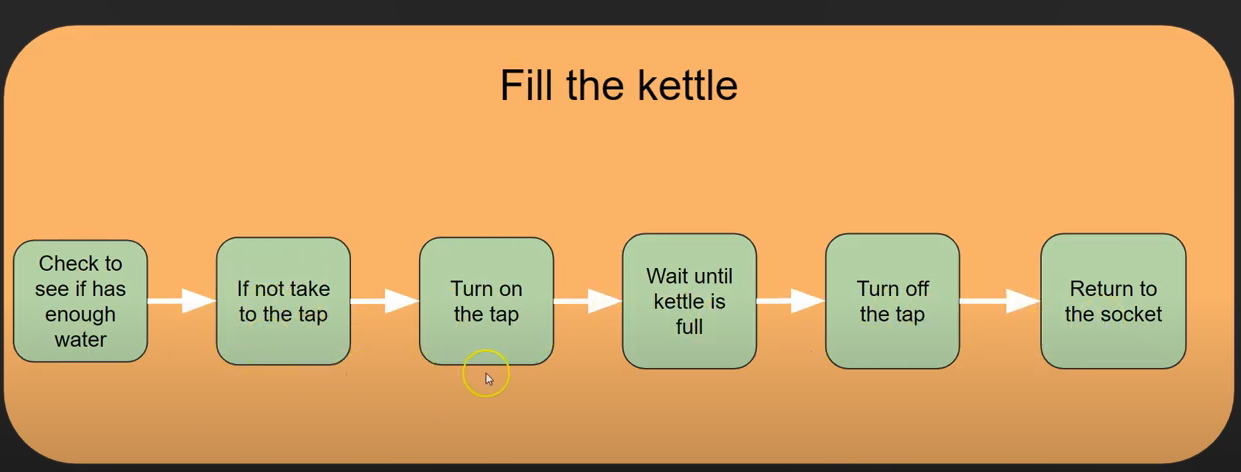 Fill the kettle
Check to
see if has
enough
water
If not take
to the tap
Turn on
the tap
Wait until
kettle is
full
Turn off
the tap
Return to
the socket